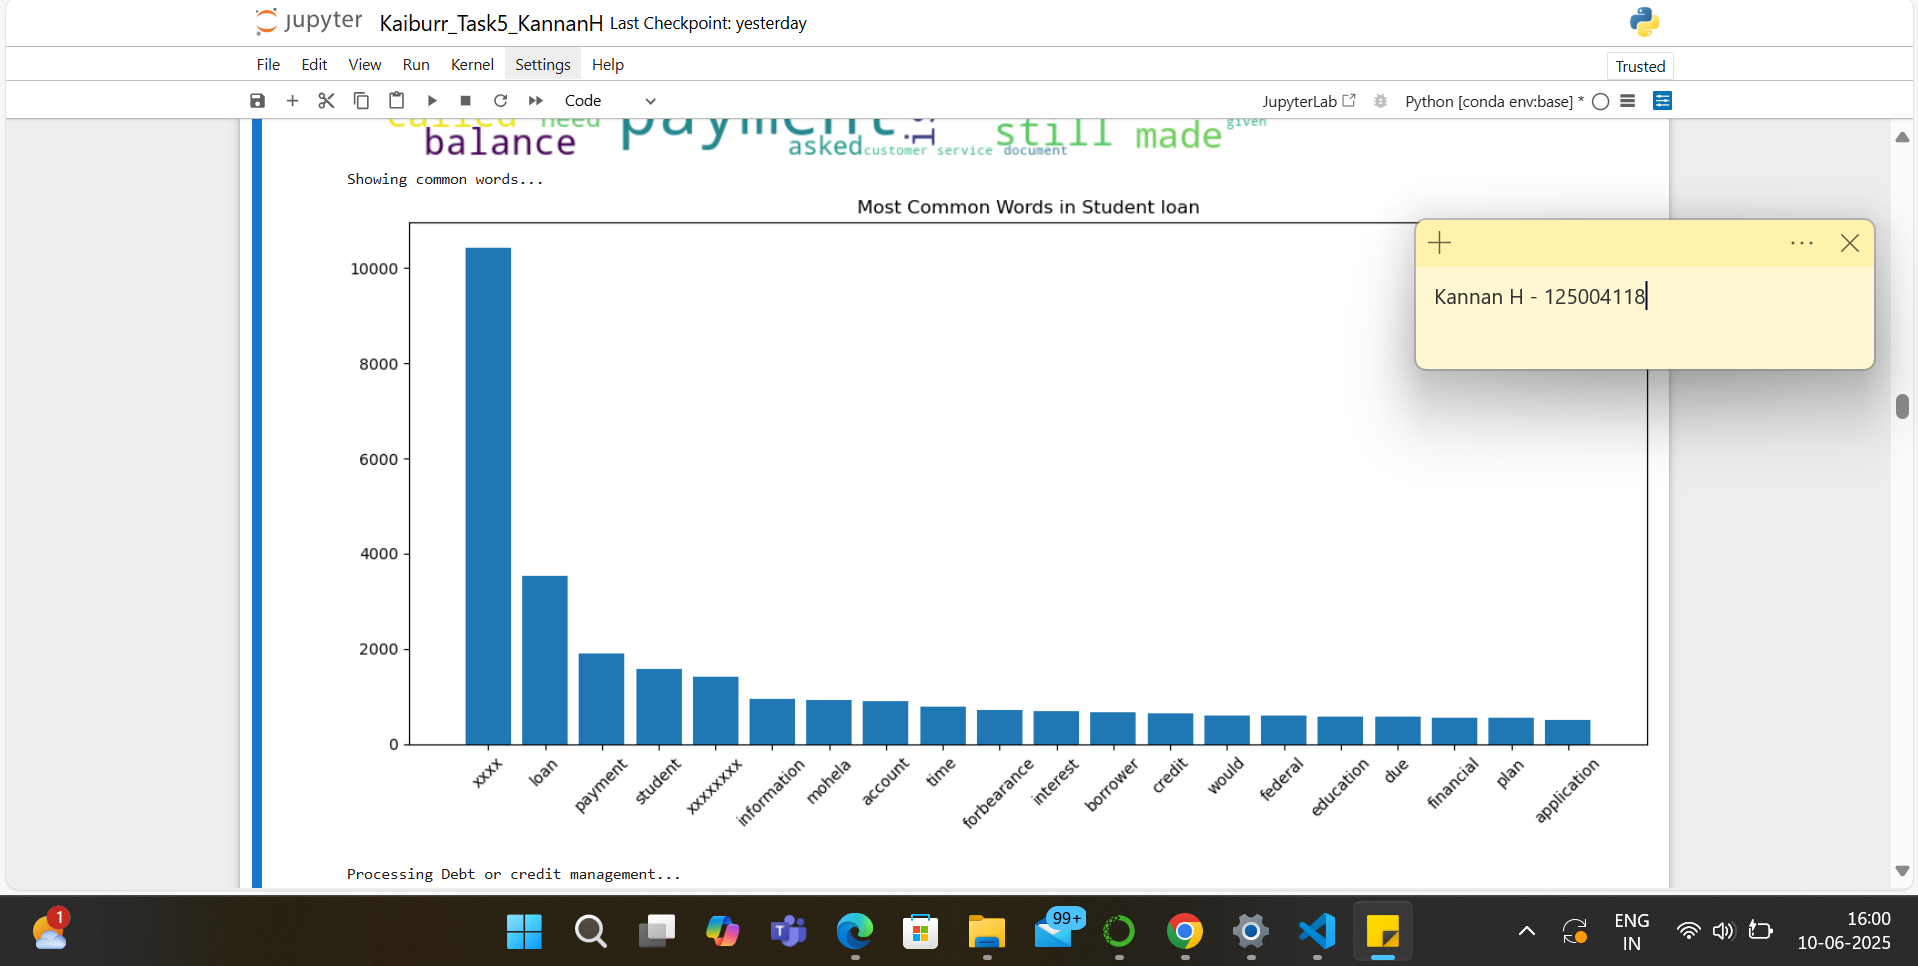 jupyter Kaiburr_Task5_KannanH Last Checkpoint: yesterday
File Edit View Run Kernel Settings Help
Trusted
Code
JupyterLab
Python [conda env:base] *
called need payment is still made given
balance asked customer service document
Showing common words...
Most Common Words in Student loan
Kannan H - 125004118
10000
8000
6000
4000
2000
0
xxxx loan payment student xxxxxxxx information mohela account time forbearance interest borrower credit would federal education due financial plan application
Processing Debt or credit management...
1
99+
ENG
IN
16:00
10-06-2025